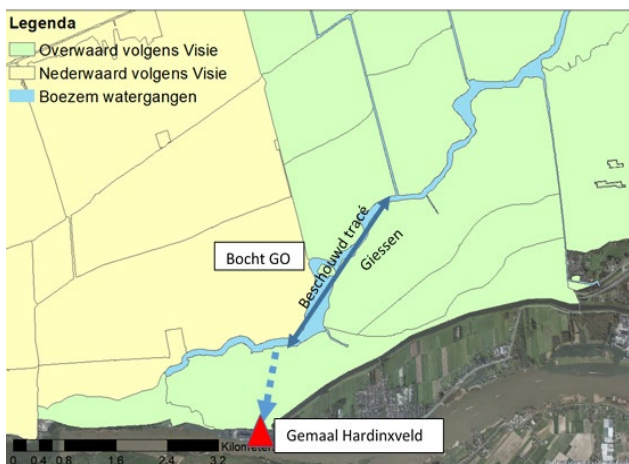 Legenda
Overwaard volgens Visie
Nederwaard volgens Visie
Boezem watergangen
Bocht GO
Beschouwd tracé
Giessen
Gemaal Hardinxveld
Kilometers
0 0.4 0.8 1.6 2.4 3.2